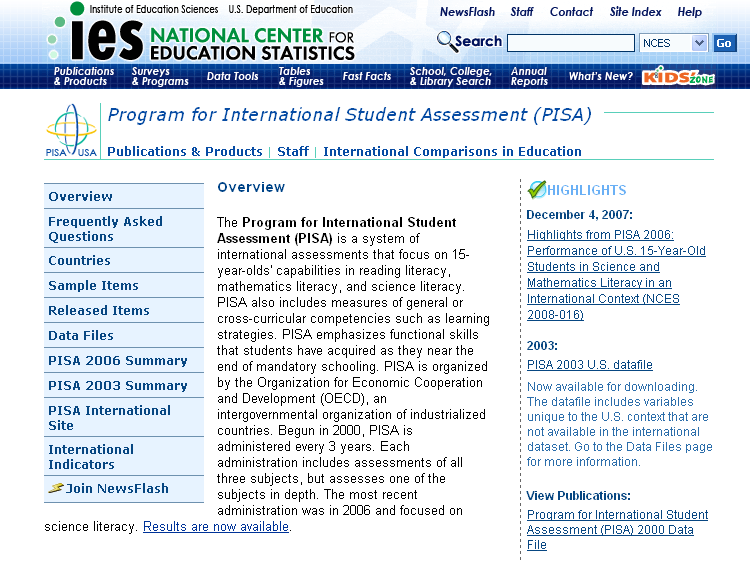 Institute of Education Sciences U.S. Department of Education
NewsFlash Staff Contact Site Index Help
ies NATIONAL CENTER FOR
EDUCATION STATISTICS
Search NCES Go
Publications & Products
Surveys & Programs
Data Tools
Tables & Figures
Fast Facts
School, College, & Library Search
Annual Reports
What's New?
KIDS' ZONE
PISA USA
Program for International Student Assessment (PISA)
Publications & Products | Staff | International Comparisons in Education
Overview
Frequently Asked
Questions
Countries
Sample Items
Released Items
Data Files
PISA 2006 Summary
PISA 2003 Summary
PISA International
Site
International
Indicators
Join NewsFlash
Overview
The Program for International Student
Assessment (PISA) is a system of
international assessments that focus on 15-
year-olds' capabilities in reading literacy,
mathematics literacy, and science literacy.
PISA also includes measures of general or
cross-curricular competencies such as learning
strategies. PISA emphasizes functional skills
that students have acquired as they near the
end of mandatory schooling. PISA is organized
by the Organization for Economic Cooperation
and Development (OECD), an
intergovernmental organization of industrialized
countries. Begun in 2000, PISA is
administered every 3 years. Each
administration includes assessments of all
three subjects, but assesses one of the
subjects in depth. The most recent
administration was in 2006 and focused on
science literacy. Results are now available.
HIGHLIGHTS
December 4, 2007:
Highlights from PISA 2006:
Performance of U.S. 15-Year-Old
Students in Science and
Mathematics Literacy in an
International Context (NCES
2008-016)
2003:
PISA 2003 U.S. datafile
Now available for downloading.
The datafile includes variables
unique to the U.S. context that are
not available in the international
dataset. Go to the Data Files page
for more information.
View Publications:
Program for International Student
Assessment (PISA) 2000 Data
File